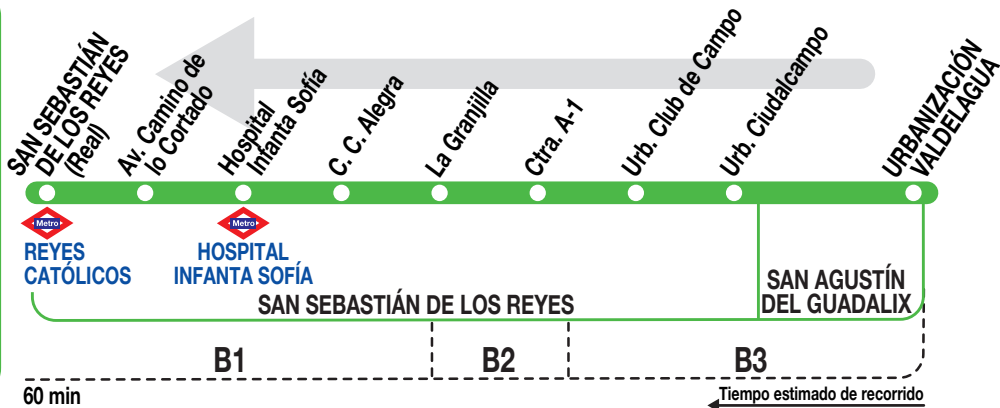 SAN SEBASTIÁN
DE LOS REYES
(Real)
Av. Camino de
lo Cortado
Hospital
Infanta Sofía
C. C. Alegra
La Granjilla
Ctra. A-1
Urb. Club de Campo
Urb. Ciudalcampo
URBANIZACIÓN
VALDELAGUA
Metro
REYES
CATÓLICOS
Metro
HOSPITAL
INFANTA SOFÍA
SAN SEBASTIÁN DE LOS REYES
SAN AGUSTÍN
DEL GUADALIX
B1
B2
B3
60 min
Tiempo estimado de recorrido